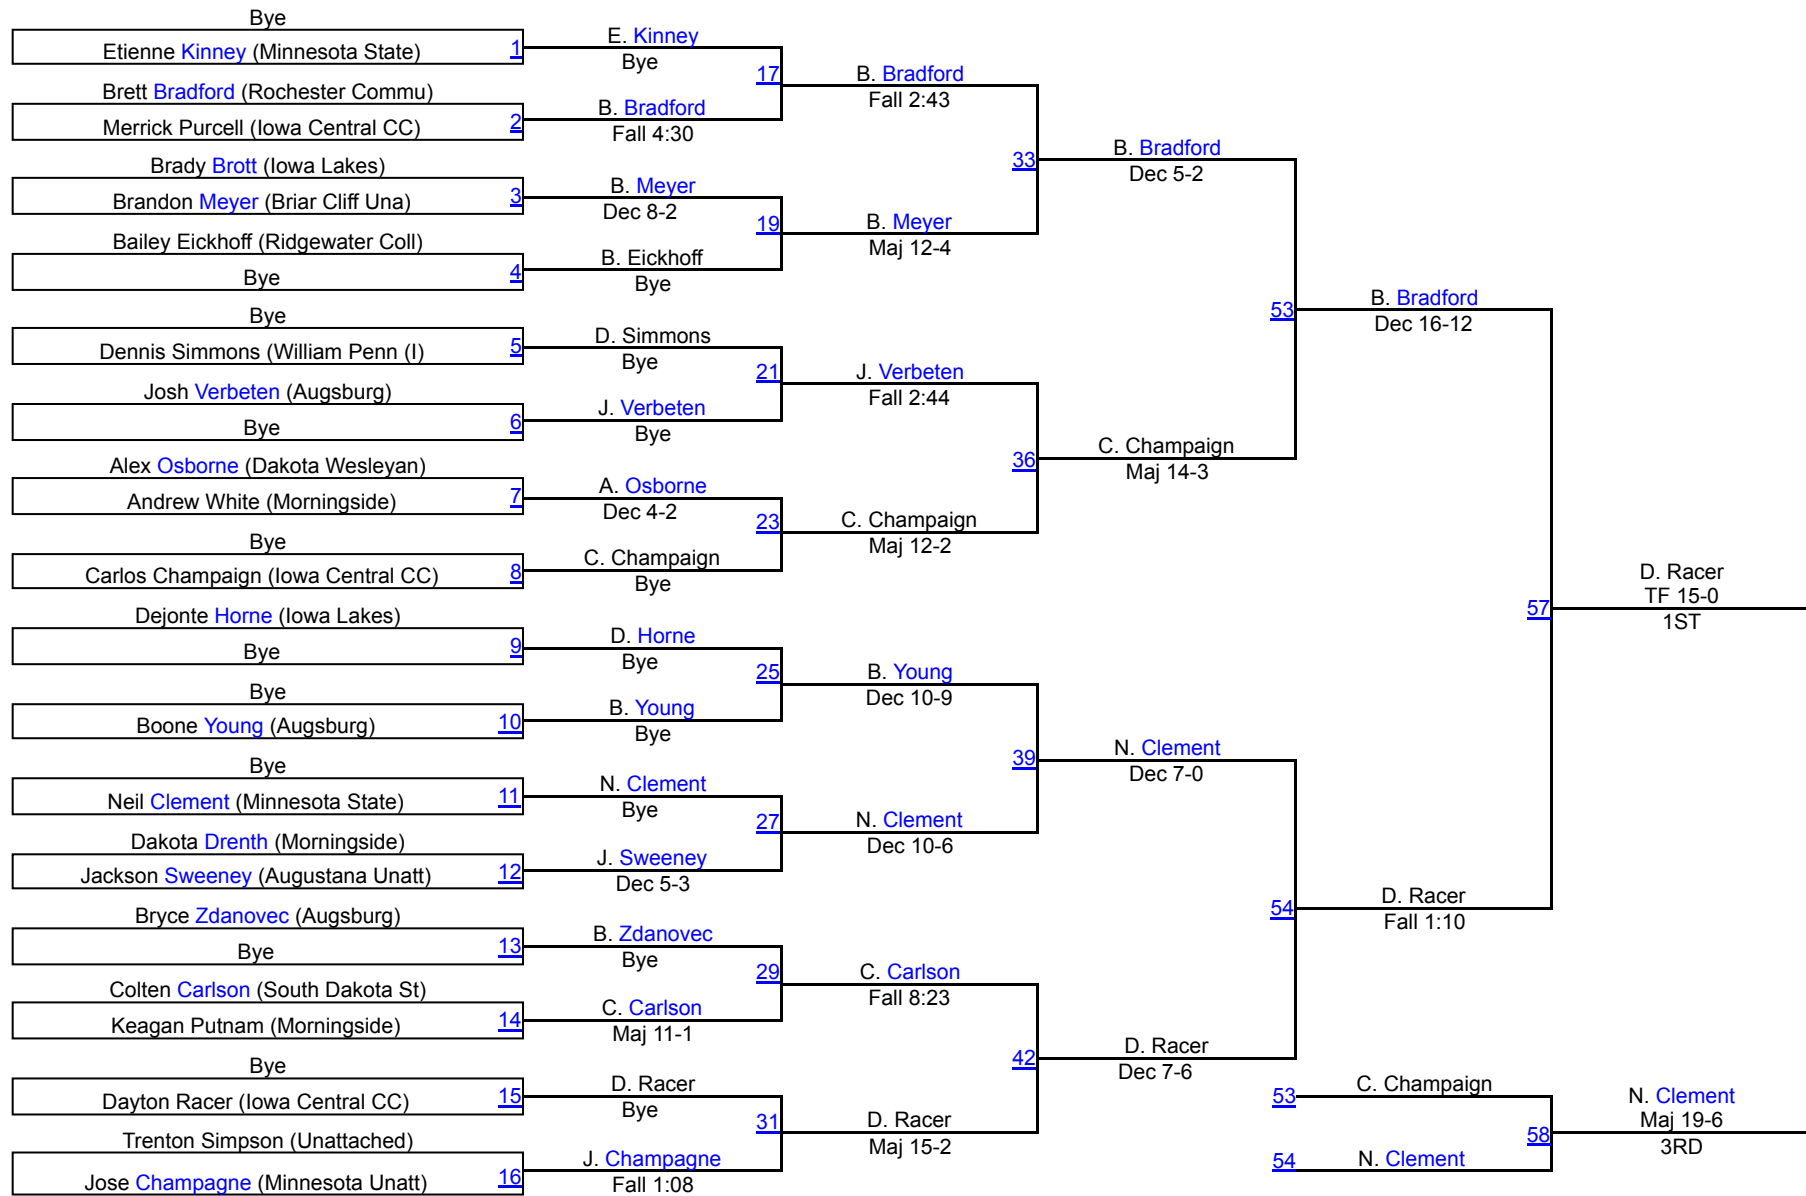 Bye
Etienne Kinney (Minnesota State) 1
Brett Bradford (Rochester Commu)
Merrick Purcell (Iowa Central CC) 2
Brady Brott (Iowa Lakes)
Brandon Meyer (Briar Cliff Una) 3
Bailey Eickhoff (Ridgewater Coll)
Bye 4
Bye
Dennis Simmons (William Penn (I) 5
Josh Verbeten (Augsburg)
Bye 6
Alex Osborne (Dakota Wesleyan)
Andrew White (Morningside) 7
Bye
Carlos Champaign (Iowa Central CC) 8
Dejonte Horne (Iowa Lakes)
Bye 9
Bye
Boone Young (Augsburg) 10
Bye
Neil Clement (Minnesota State) 11
Dakota Drenth (Morningside)
Jackson Sweeney (Augustana Unatt) 12
Bryce Zdanovec (Augsburg)
Bye 13
Colten Carlson (South Dakota St)
Keagan Putnam (Morningside) 14
Bye
Dayton Racer (Iowa Central CC) 15
Trenton Simpson (Unattached)
Jose Champagne (Minnesota Unatt) 16
E. Kinney
Bye
17
B. Bradford
Fall 4:30
B. Meyer
Dec 8-2
19
B. Eickhoff
Bye
D. Simmons
Bye
21
J. Verbeten
Bye
A. Osborne
Dec 4-2
23
C. Champaign
Bye
D. Horne
Bye
25
B. Young
Bye
N. Clement
Bye
27
J. Sweeney
Dec 5-3
B. Zdanovec
Bye
29
C. Carlson
Maj 11-1
D. Racer
Bye
31
J. Champagne
Fall 1:08
B. Bradford
Fall 2:43
33
B. Meyer
Maj 12-4
J. Verbeten
Fall 2:44
36
C. Champaign
Maj 12-2
B. Young
Dec 10-9
39
N. Clement
Dec 10-6
C. Carlson
Fall 8:23
42
D. Racer
Maj 15-2
B. Bradford
Dec 5-2
53
C. Champaign
Maj 14-3
N. Clement
Dec 7-0
54
D. Racer
Dec 7-6
B. Bradford
Dec 16-12
57
D. Racer
Fall 1:10
D. Racer
TF 15-0
1ST
53 C. Champaign
58
54 N. Clement
N. Clement
Maj 19-6
3RD